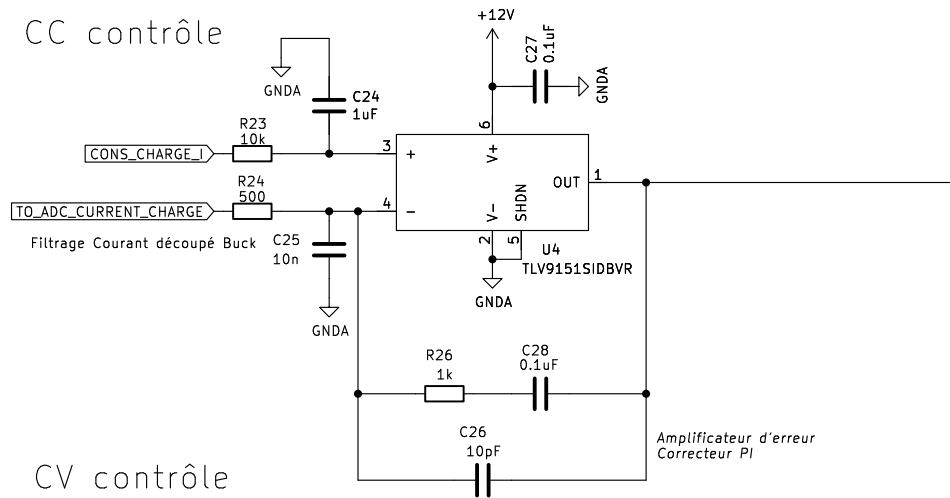 CC contrôle
+12V
C27
0.1uF
GNDA
GNDA
C24
1uF
R23
10k
CONS_CHARGE_I
3
+
6
V+
OUT
1
R24
500
TO_ADC_CURRENT_CHARGE
4
-
V-
SHDN
2
5
Filtrage Courant découpé Buck
C25
10n
U4
TLV9151SIDBVR
GNDA
GNDA
R26
1k
C28
0.1uF
C26
10pF
Amplificateur d'erreur
Correcteur PI
CV contrôle